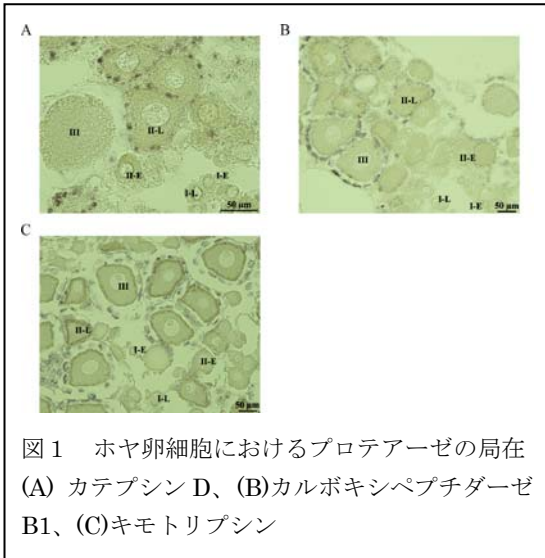 A
B
III
II-L
II-E
I-E
I-L
50 µm
II-L
III
II-E
I-L
I-E
50 µm
C
III
II-L
I-E
II-E
I-L
50 µm
図1 ホヤ卵細胞におけるプロテアーゼの局在
(A) カテプシン D、(B)カルボキシペプチダーゼ
B1、(C)キモトリプシン